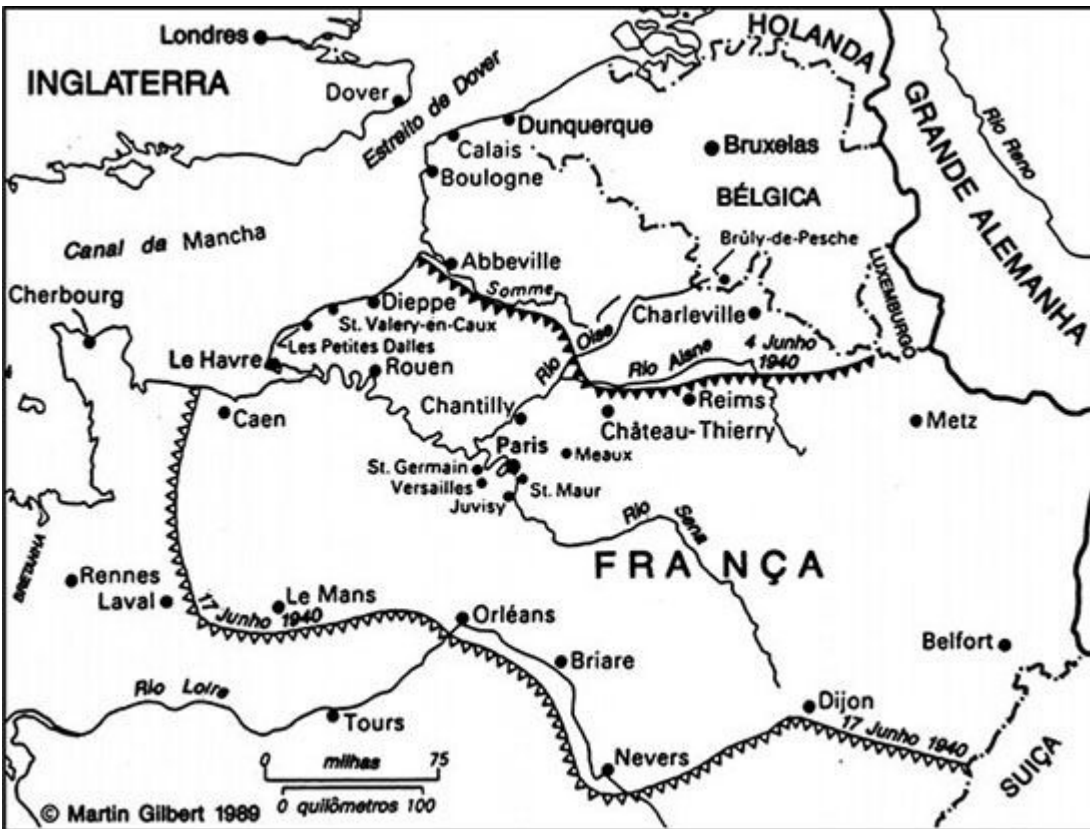 Londres
HOLANDA
INGLATERRA
Dover
Estreito de Dover
GRANDE ALEMANHA
Rio Reno
Dunquerque
Calais
Bruxelas
Boulogne
BÉLGICA
Canal da Mancha
Brûly-de-Pesche
Abbeville
LUXEMBURGO
Cherbourg
Somme
Dieppe
Charleville
St. Valery-en-Caux
Oise
Rio
4 Junho
1940
Les Petites Dalles
Le Havre
Rouen
Rio Aisne
Reims
Chantilly
Caen
Château-Thierry
Metz
Paris
Meaux
St. Germain
Versailles
St. Maur
Juvisy
Rio Sena
FRANÇA
BRETANHA
Rennes
Laval
17 Junho 1940
Le Mans
Orléans
Belfort
Briare
Rio Loire
Tours
Dijon
17 Junho 1940
SUIÇA
Nevers
0 milhas 75
0 quilômetros 100
© Martin Gilbert 1989